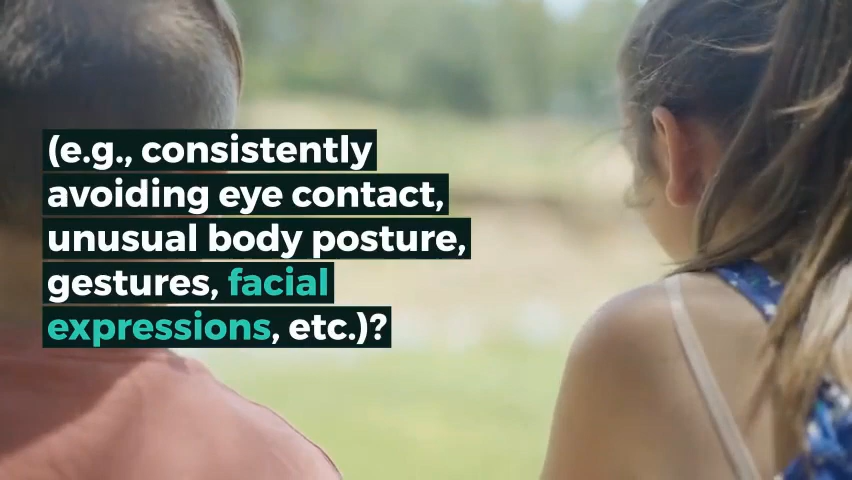 (e.g., consistently
avoiding eye contact,
unusual body posture,
gestures, facial
expressions, etc.)?